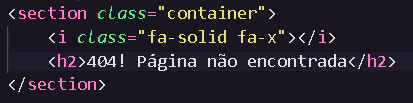 <section class="container">
<i class="fa-solid fa-x"></i>
<h2>404! Página não encontrada</h2>
</section>